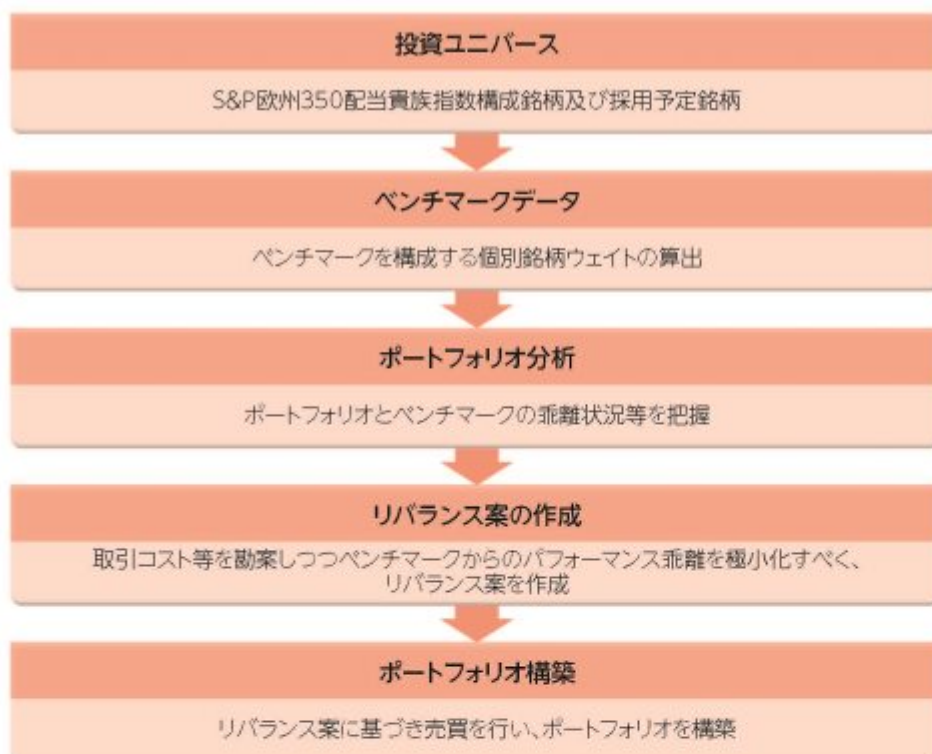 投資ユニバース
S&P欧州350配当貴族指数構成銘柄及び採用予定銘柄
ベンチマークデータ
ベンチマークを構成する個別銘柄ウェイトの算出
ポートフォリオ分析
ポートフォリオとベンチマークの乖離状況等を把握
リバランス案の作成
取引コスト等を勘案しつつベンチマークからのパフォーマンス乖離を極小化すべく、
リバランス案を作成
ポートフォリオ構築
リバランス案に基づき売買を行い、ポートフォリオを構築